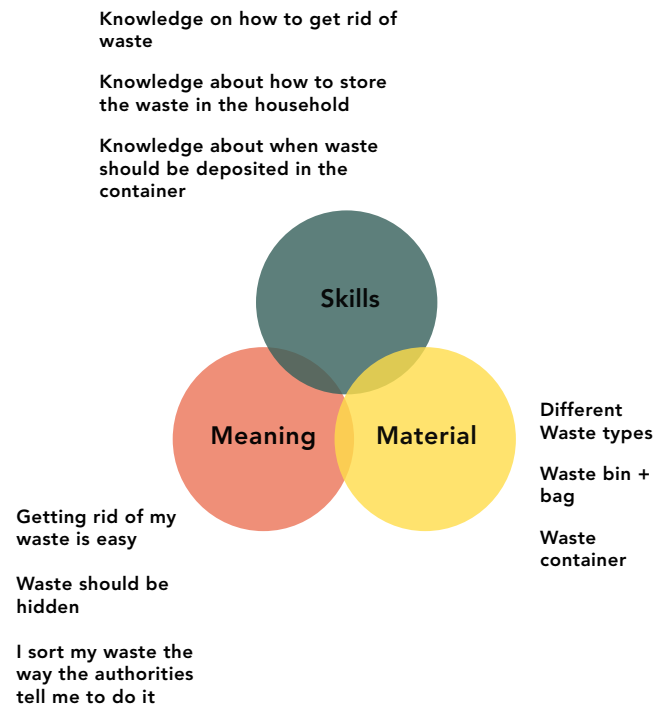 Knowledge on how to get rid of
waste
Knowledge about how to store
the waste in the household
Knowledge about when waste
should be deposited in the
container
Skills
Meaning
Material
Different
Waste types
Waste bin +
bag
Waste
container
Getting rid of my
waste is easy
Waste should be
hidden
I sort my waste the
way the authorities
tell me to do it